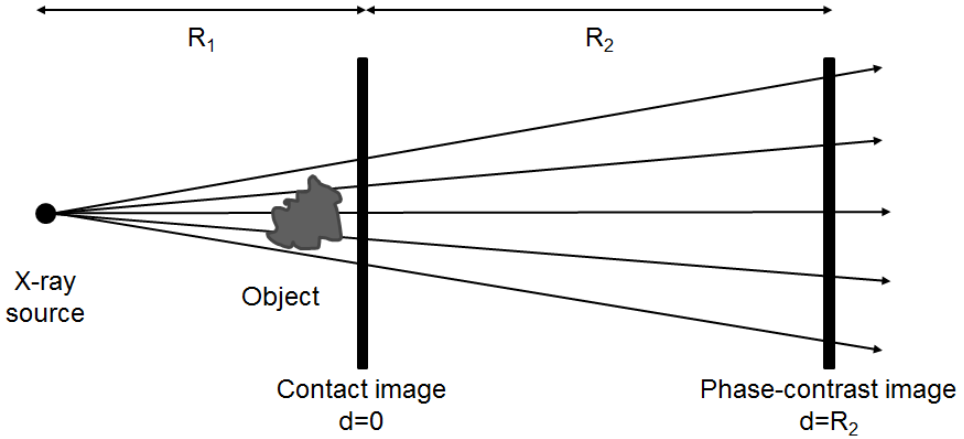 R₁
R₂
X-ray
source
Object
Contact image
d=0
Phase-contrast image
d=R₂